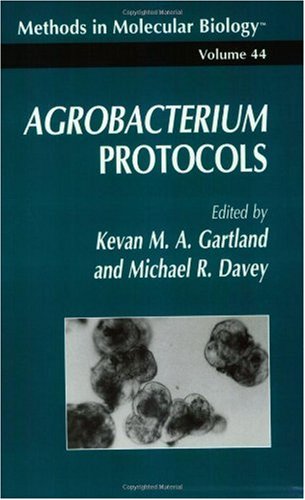 Methods in Molecular Biology™
Volume 44
AGROBACTERIUM
PROTOCOLS
Edited by
Kevan M. A. Gartland
and Michael R. Davey